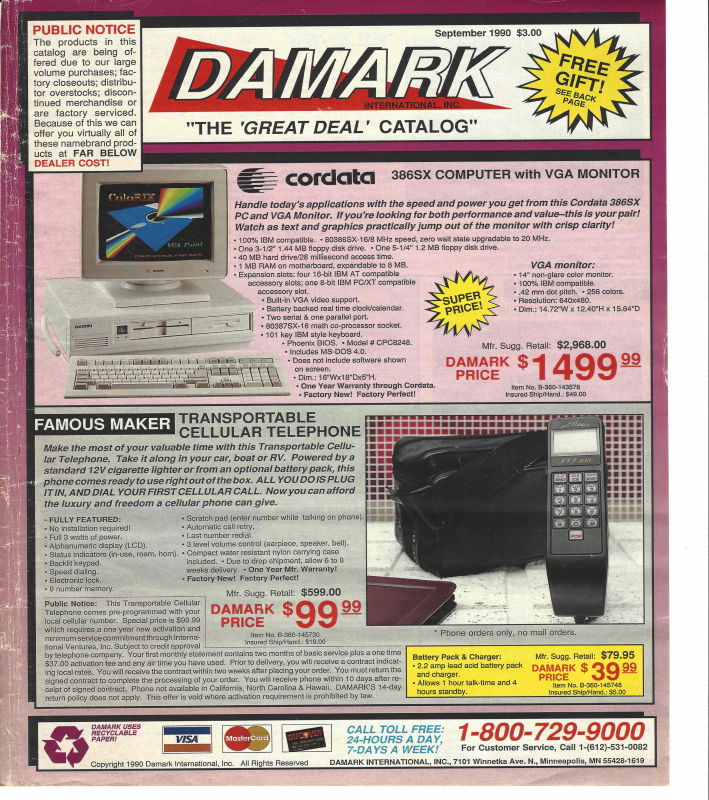 PUBLIC NOTICE
The products in this
catalog are being of-
fered due to our large
volume purchases; fac-
tory closeouts; distribu-
tor overstocks; discon-
tinued merchandise or
are factory serviced.
Because of this we can
offer you virtually all of
these namebrand prod-
ucts at FAR BELOW
DEALER COST!
September 1990 $3.00
DAMARK
INTERNATIONAL, INC.
"THE 'GREAT DEAL' CATALOG"
FREE
GIFT!
SEE BACK
PAGE
cordata 386SX COMPUTER with VGA MONITOR
Handle today's applications with the speed and power you get from this Cordata 386SX
PC and VGA Monitor. If you're looking for both performance and value–this is your pair!
Watch as text and graphics practically jump out of the monitor with crisp clarity!
• 100% IBM compatible. • 80386SX-16/8 MHz speed, zero wait state upgradable to 20 MHz.
• One 3-1/2" 1.44 MB floppy disk drive. • One 5-1/4" 1.2 MB floppy disk drive.
• 40 MB hard drive/28 millisecond access time.
• 1 MB RAM on motherboard, expandable to 8 MB.
• Expansion slots: four 16-bit IBM AT compatible
accessory slots; one 8-bit IBM PC/XT compatible
accessory slot.
• Built-in VGA video support.
• Battery backed real time clock/calendar.
• Two serial & one parallel port.
• 80387SX-16 math co-processor socket.
• 101 key IBM style keyboard.
• Phoenix BIOS. • Model # CPC8248.
• Includes MS-DOS 4.0.
• Does not include software shown
on screen.
• Dim.: 16"Wx18"Dx5"H.
• One Year Warranty through Cordata.
• Factory New! Factory Perfect!
ColoRIX
VGA Paint
cordata
SUPER
PRICE!
VGA monitor:
• 14" non-glare color monitor.
• 100% IBM compatible.
• .42 mm dot pitch. • 256 colors.
• Resolution: 640x480.
• Dim.: 14.72"W x 12.40"H x 15.64"D
Mfr. Sugg. Retail: $2,968.00
DAMARK
PRICE $1499 99
Item No. B-360-143578
Insured Ship/Hand.: $49.00
FAMOUS MAKER TRANSPORTABLE
CELLULAR TELEPHONE
Make the most of your valuable time with this Transportable Cellu-
lar Telephone. Take it along in your car, boat or RV. Powered by a
standard 12V cigarette lighter or from an optional battery pack, this
phone comes ready to use right out of the box. ALL YOU DO IS PLUG
IT IN, AND DIAL YOUR FIRST CELLULAR CALL. Now you can afford
the luxury and freedom a cellular phone can give.
• FULLY FEATURED:
• No installation required!
• Full 3 watts of power.
• Alphanumeric display (LCD).
• Status indicators (in-use, roam, hom).
• Backlit keypad.
• Speed dialing.
• Electronic lock.
• 9 number memory.
• Scratch pad (enter number while talking on phone).
• Automatic call retry.
• Last number redial.
• 3 level volume control (earpiece, speaker, bell).
• Compact water resistant nylon carrying case
included. • Due to drop shipment, allow 6 to 8
weeks delivery. • One Year Mfr. Warranty!
• Factory New! Factory Perfect!
Mfr. Sugg. Retail: $599.00
DAMARK
PRICE $99 99
Item No. B-360-145730
Insured Ship/Hand.: $19.00
Public Notice: This Transportable Cellular
Telephone comes pre-programmed with your
local cellular number. Special price is $99.99
which requires a one year new activation and
minimum service commitment through Interna-
tional Ventures, Inc. Subject to credit approval
by telephone company. Your first monthly statement contains two months of basic service plus a one time
$37.00 activation fee and any air time you have used. Prior to delivery, you will receive a contract indicat-
ing local rates. You will receive the contract within two weeks after placing your order. You must return the
signed contract to complete the processing of your order. You will receive phone within 10 days after re-
ceipt of signed contract. Phone not available in California, North Carolina & Hawaii. DAMARK'S 14-day
return policy does not apply. This offer is void where activation requirement is prohibited by law.
* Phone orders only, no mail orders.
Battery Pack & Charger:
• 2.2 amp lead acid battery pack
and charger.
• Allows 1 hour talk-time and 4
hours standby.
Mfr. Sugg. Retail: $79.95
DAMARK
PRICE $39 99
Item No. B-360-145748
Insured Ship/Hand.: $5.00
DAMARK USES
RECYCLABLE
PAPER!
VISA
MasterCard
DISCOVER
CALL TOLL FREE:
24-HOURS A DAY,
7-DAYS A WEEK!
1-800-729-9000
For Customer Service, Call 1-(612)-531-0082
Copyright 1990 Damark International, Inc. All Rights Reserved
DAMARK INTERNATIONAL, INC., 7101 Winnetka Ave. N., Minneapolis, MN 55428-1619